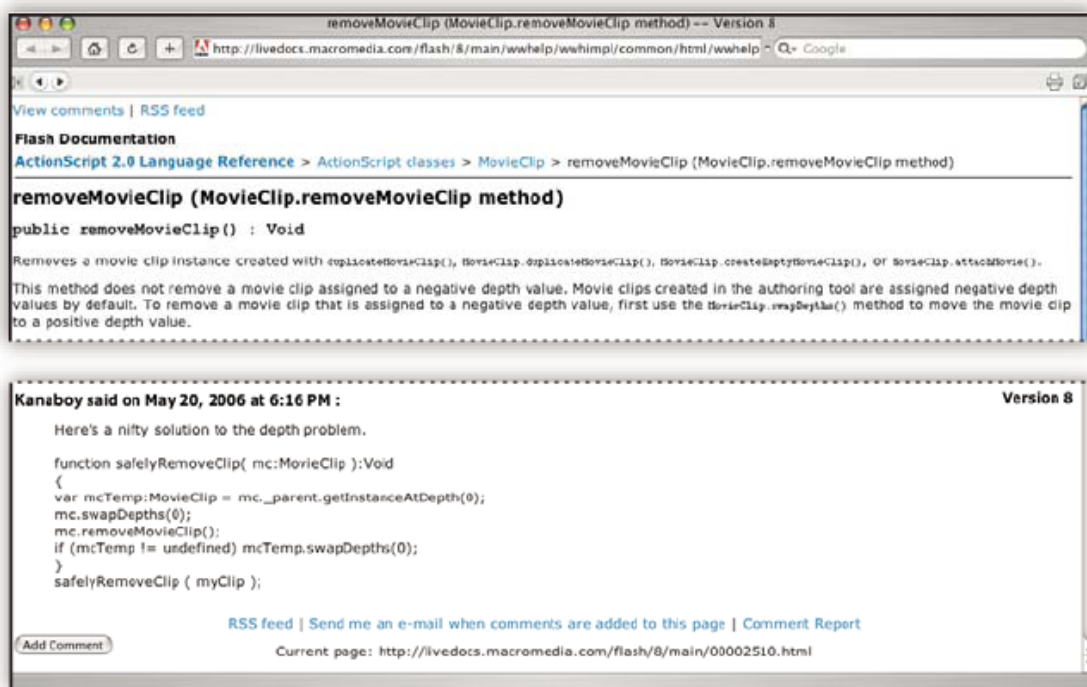 removeMovieClip (MovieClip.removeMovieClip method) -- Version 8
http://livedocs.macromedia.com/flash/8/main/wwhelp/wwhimpl/common/html/wwhelp Google
View comments | RSS feed
Flash Documentation
ActionScript 2.0 Language Reference > ActionScript classes > MovieClip > removeMovieClip (MovieClip.removeMovieClip method)
removeMovieClip (MovieClip.removeMovieClip method)
public removeMovieClip() : Void
Removes a movie clip instance created with duplicateMovieClip(), MovieClip.duplicateMovieClip(), MovieClip.createEmptyMovieClip(), or MovieClip.attachMovie().
This method does not remove a movie clip assigned to a negative depth value. Movie clips created in the authoring tool are assigned negative depth
values by default. To remove a movie clip that is assigned to a negative depth value, first use the MovieClip.swapDepths() method to move the movie clip
to a positive depth value.
Kanaboy said on May 20, 2006 at 6:16 PM : Version 8
Here's a nifty solution to the depth problem.
function safelyRemoveClip( mc:MovieClip ):Void
{
var mcTemp:MovieClip = mc._parent.getInstanceAtDepth(0);
mc.swapDepths(0);
mc.removeMovieClip();
if (mcTemp != undefined) mcTemp.swapDepths(0);
}
safelyRemoveClip ( myClip );
RSS feed | Send me an e-mail when comments are added to this page | Comment Report
Add Comment
Current page: http://livedocs.macromedia.com/flash/8/main/00002510.html